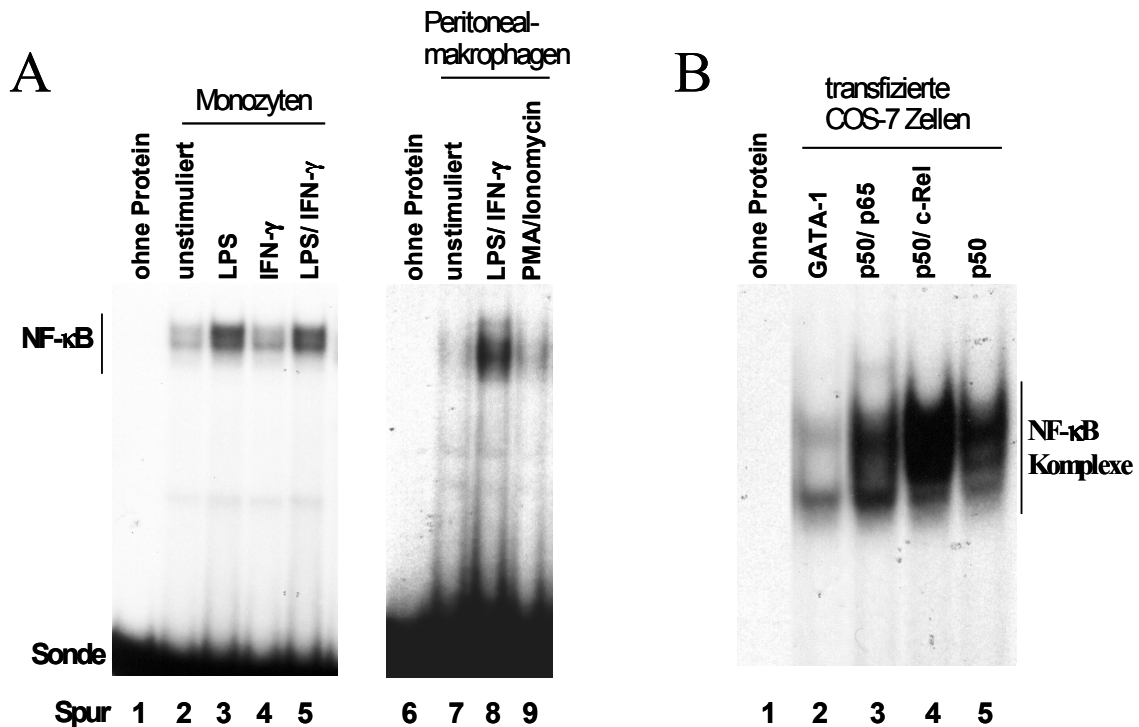 A
Monozyten
ohne Protein
unstimuliert
LPS
IFN-γ
LPS/ IFN-γ
NF-κB
Sonde
Spur 1 2 3 4 5
Peritoneal-
makrophagen
ohne Protein
unstimuliert
LPS/ IFN-γ
PMA/Ionomycin
6 7 8 9
B
transfizierte
COS-7 Zellen
ohne Protein
GATA-1
p50/ p65
p50/ c-Rel
p50
NF-κB
Komplexe
1 2 3 4 5